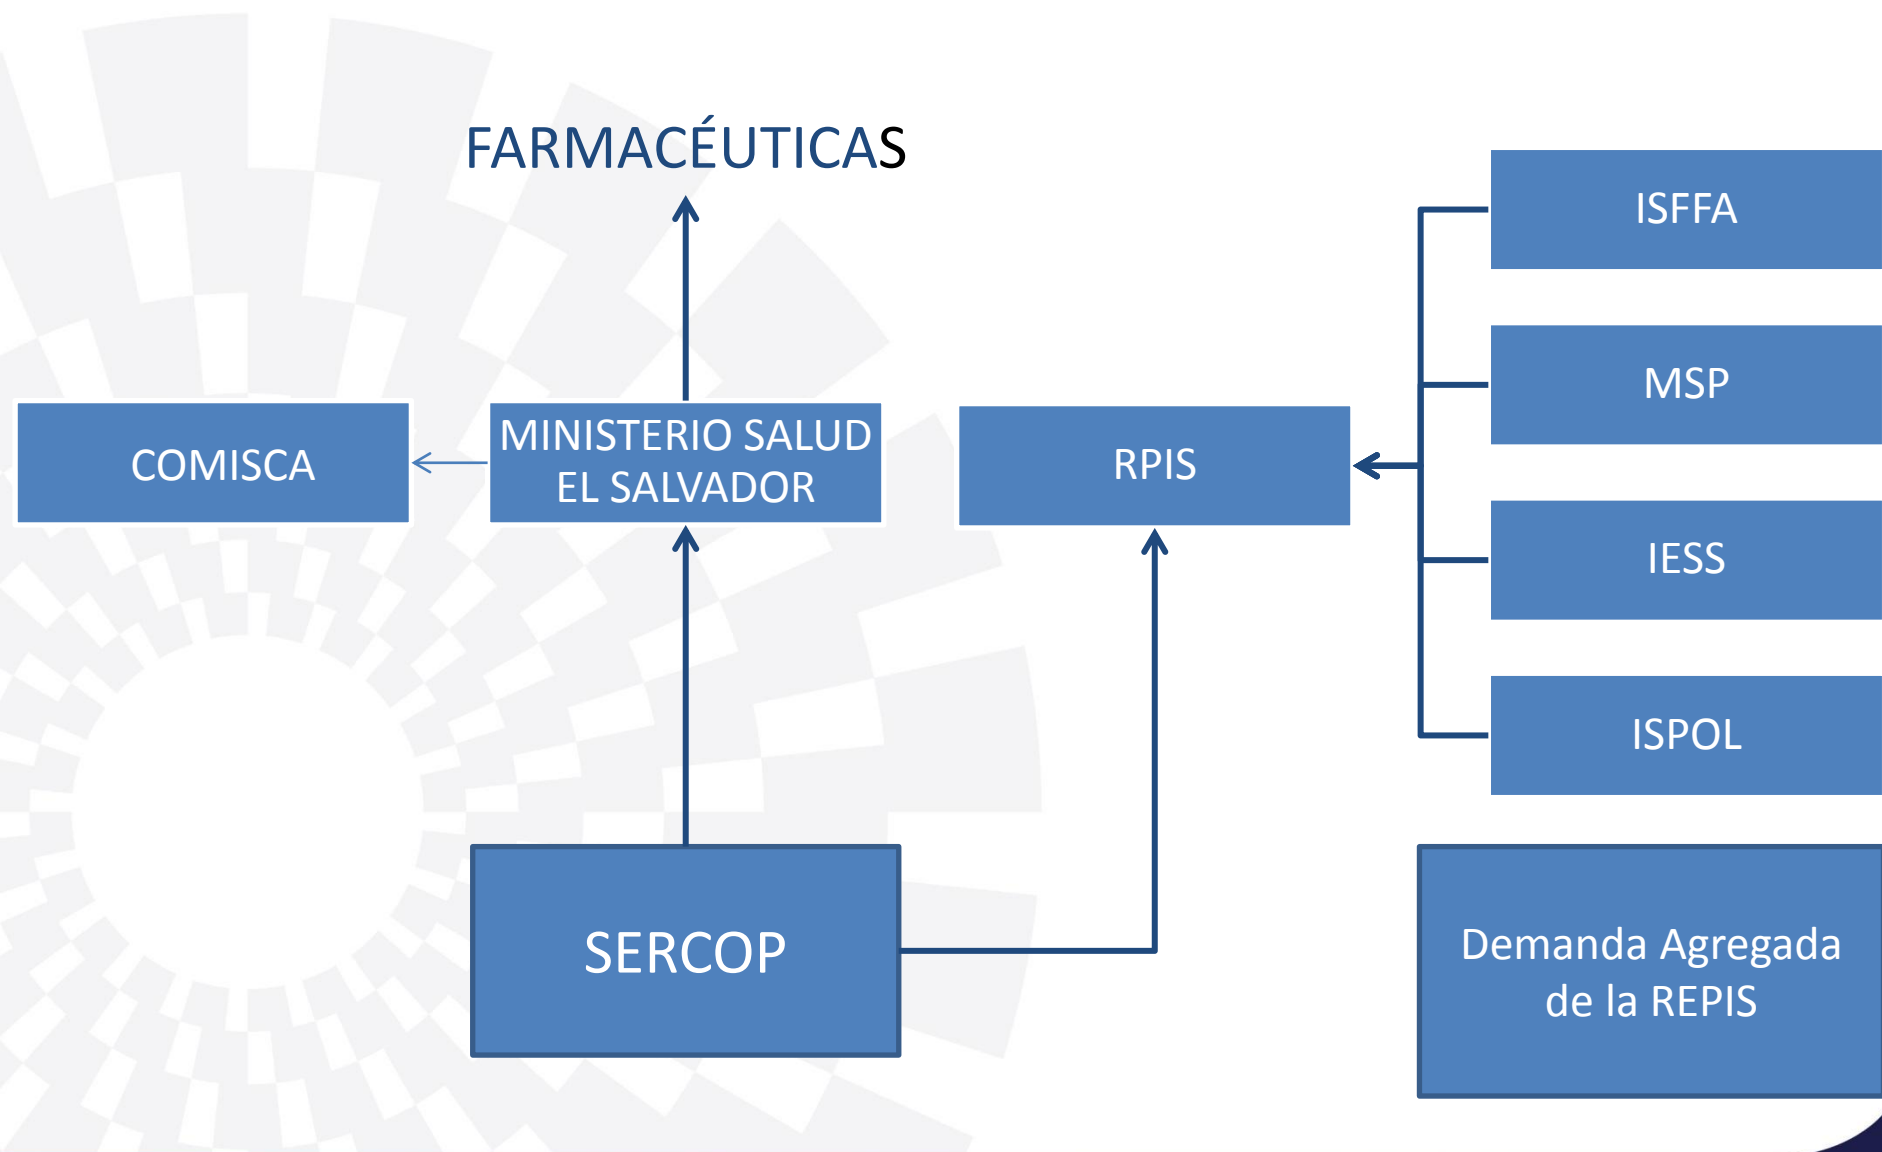 FARMACÉUTICAS
COMISCA
MINISTERIO SALUD
EL SALVADOR
RPIS
ISFFA
MSP
IESS
ISPOL
SERCOP
Demanda Agregada
de la REPIS